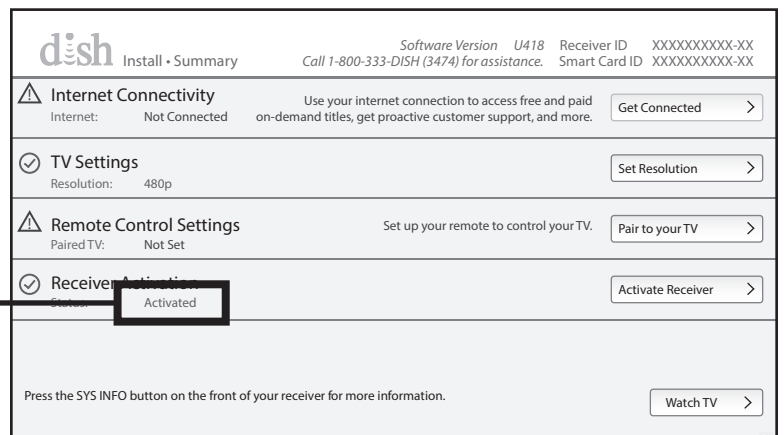 dish Install • Summary
Software Version U418 Receiver ID XXXXXXXXXX-XX
Call 1-800-333-DISH (3474) for assistance. Smart Card ID XXXXXXXXXX-XX
Internet Connectivity
Internet: Not Connected
Use your internet connection to access free and paid
on-demand titles, get proactive customer support, and more.
Get Connected
TV Settings
Resolution: 480p
Set Resolution
Remote Control Settings
Paired TV: Not Set
Set up your remote to control your TV.
Pair to your TV
Receiver Activation
Status: Activated
Activate Receiver
Press the SYS INFO button on the front of your receiver for more information.
Watch TV